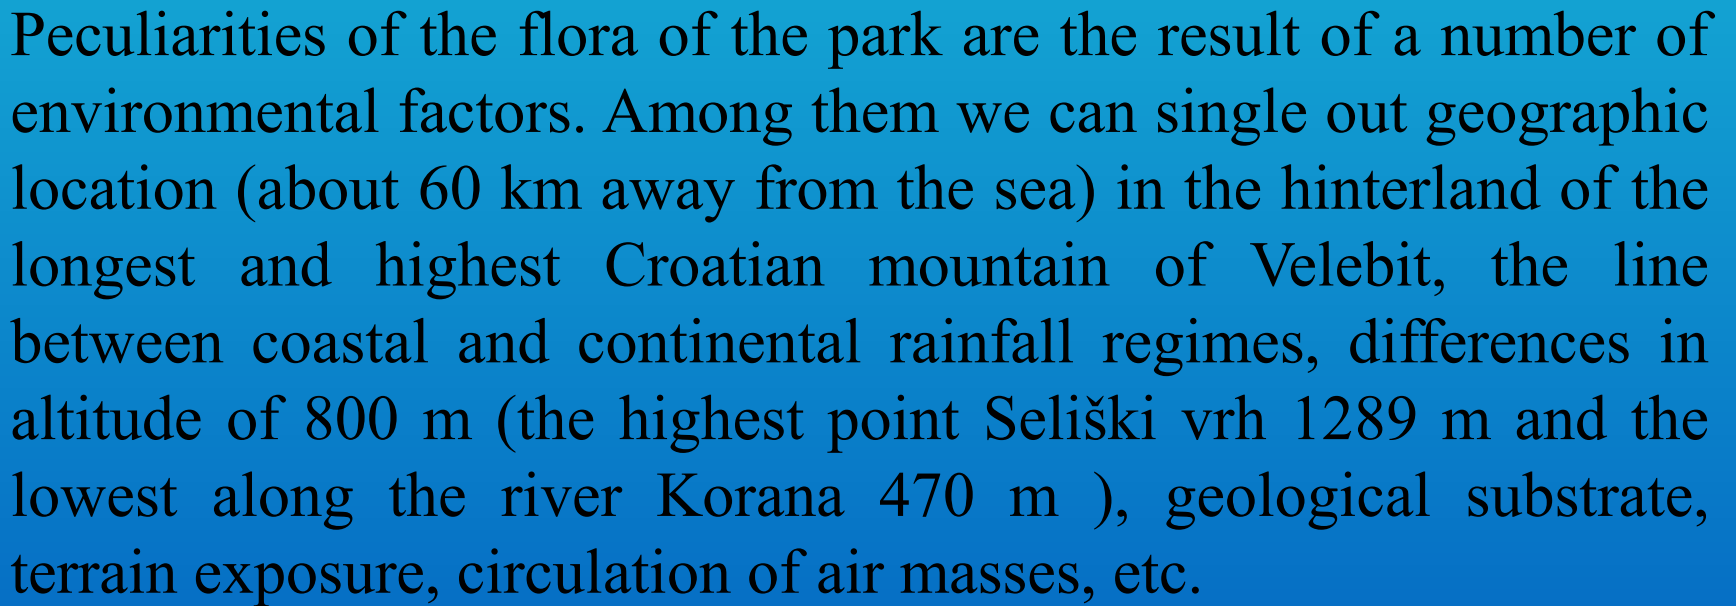 Peculiarities of the flora of the park are the result of a number of
environmental factors. Among them we can single out geographic
location (about 60 km away from the sea) in the hinterland of the
longest and highest Croatian mountain of Velebit, the line
between coastal and continental rainfall regimes, differences in
altitude of 800 m (the highest point Seliški vrh 1289 m and the
lowest along the river Korana 470 m ), geological substrate,
terrain exposure, circulation of air masses, etc.